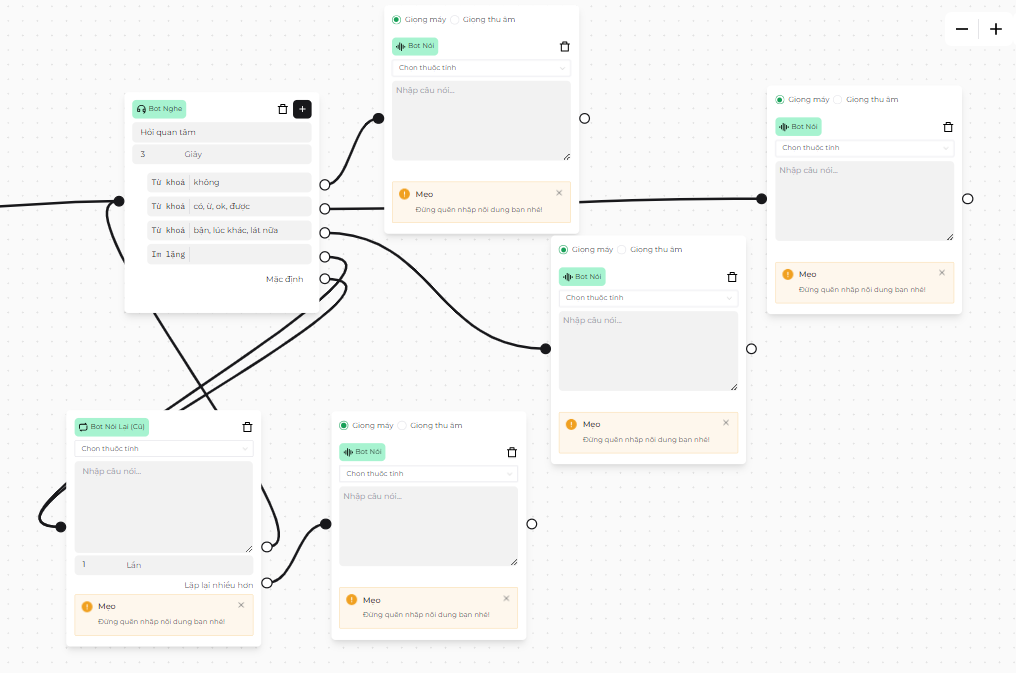 Giọng máy Giọng thu âm
Bot Nói
Chọn thuộc tính
Nhập câu nói...
Mẹo
Đừng quên nhập nội dung bạn nhé!
Giọng máy Giọng thu âm
Bot Nói
Chọn thuộc tính
Nhập câu nói...
Mẹo
Đừng quên nhập nội dung bạn nhé!
Bot Nghe
Hỏi quan tâm
3 Giây
Từ khoá không
Từ khoá có, ừ, ok, được
Từ khoá bận, lúc khác, lát nữa
Im lặng
Mặc định
Giọng máy Giọng thu âm
Bot Nói
Chọn thuộc tính
Nhập câu nói...
Mẹo
Đừng quên nhập nội dung bạn nhé!
Bot Nói Lại (Cũ)
Chọn thuộc tính
Nhập câu nói...
1 Lần
Lặp lại nhiều hơn
Mẹo
Đừng quên nhập nội dung bạn nhé!
Giọng máy Giọng thu âm
Bot Nói
Chọn thuộc tính
Nhập câu nói...
Mẹo
Đừng quên nhập nội dung bạn nhé!